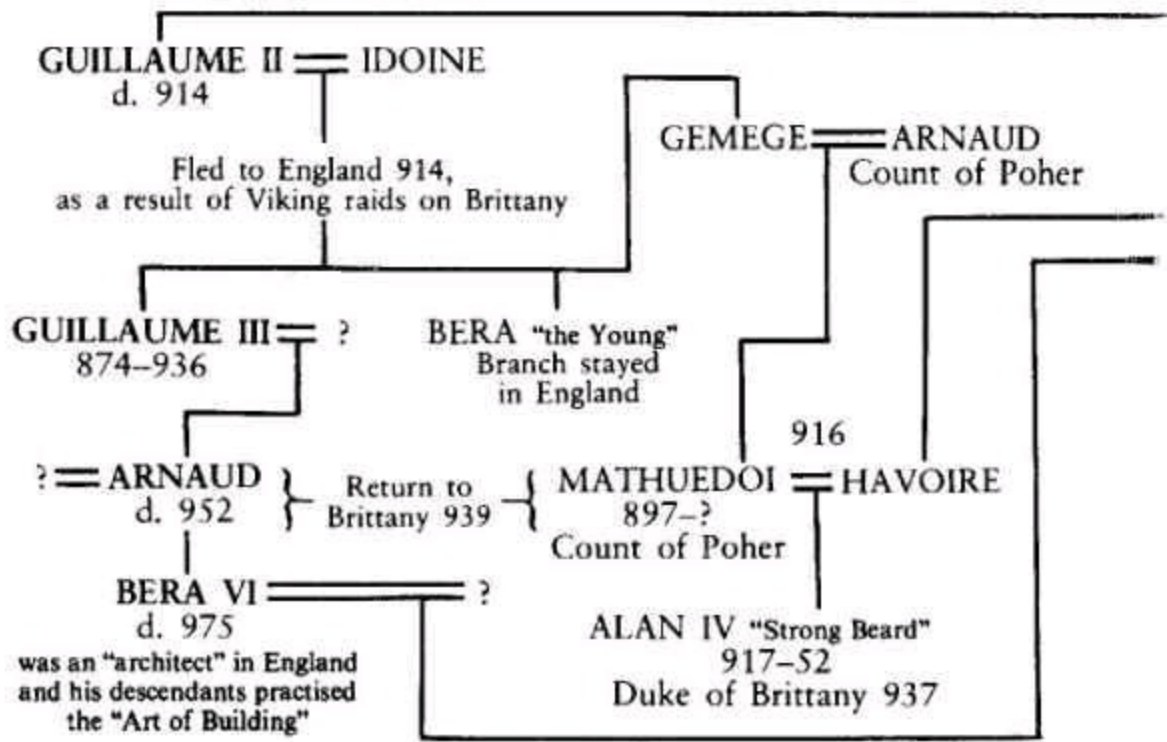 GUILLAUME II = IDOINE
d. 914
GEMEGE = ARNAUD
Count of Poher
Fled to England 914,
as a result of Viking raids on Brittany
GUILLAUME III = ?
874–936
BERA "the Young"
Branch stayed
in England
916
? = ARNAUD
d. 952
Return to
Brittany 939
MATHUEDOI = HAVOIRE
897–?
Count of Poher
BERA VI = ?
d. 975
was an "architect" in England
and his descendants practised
the "Art of Building"
ALAN IV "Strong Beard"
917–52
Duke of Brittany 937